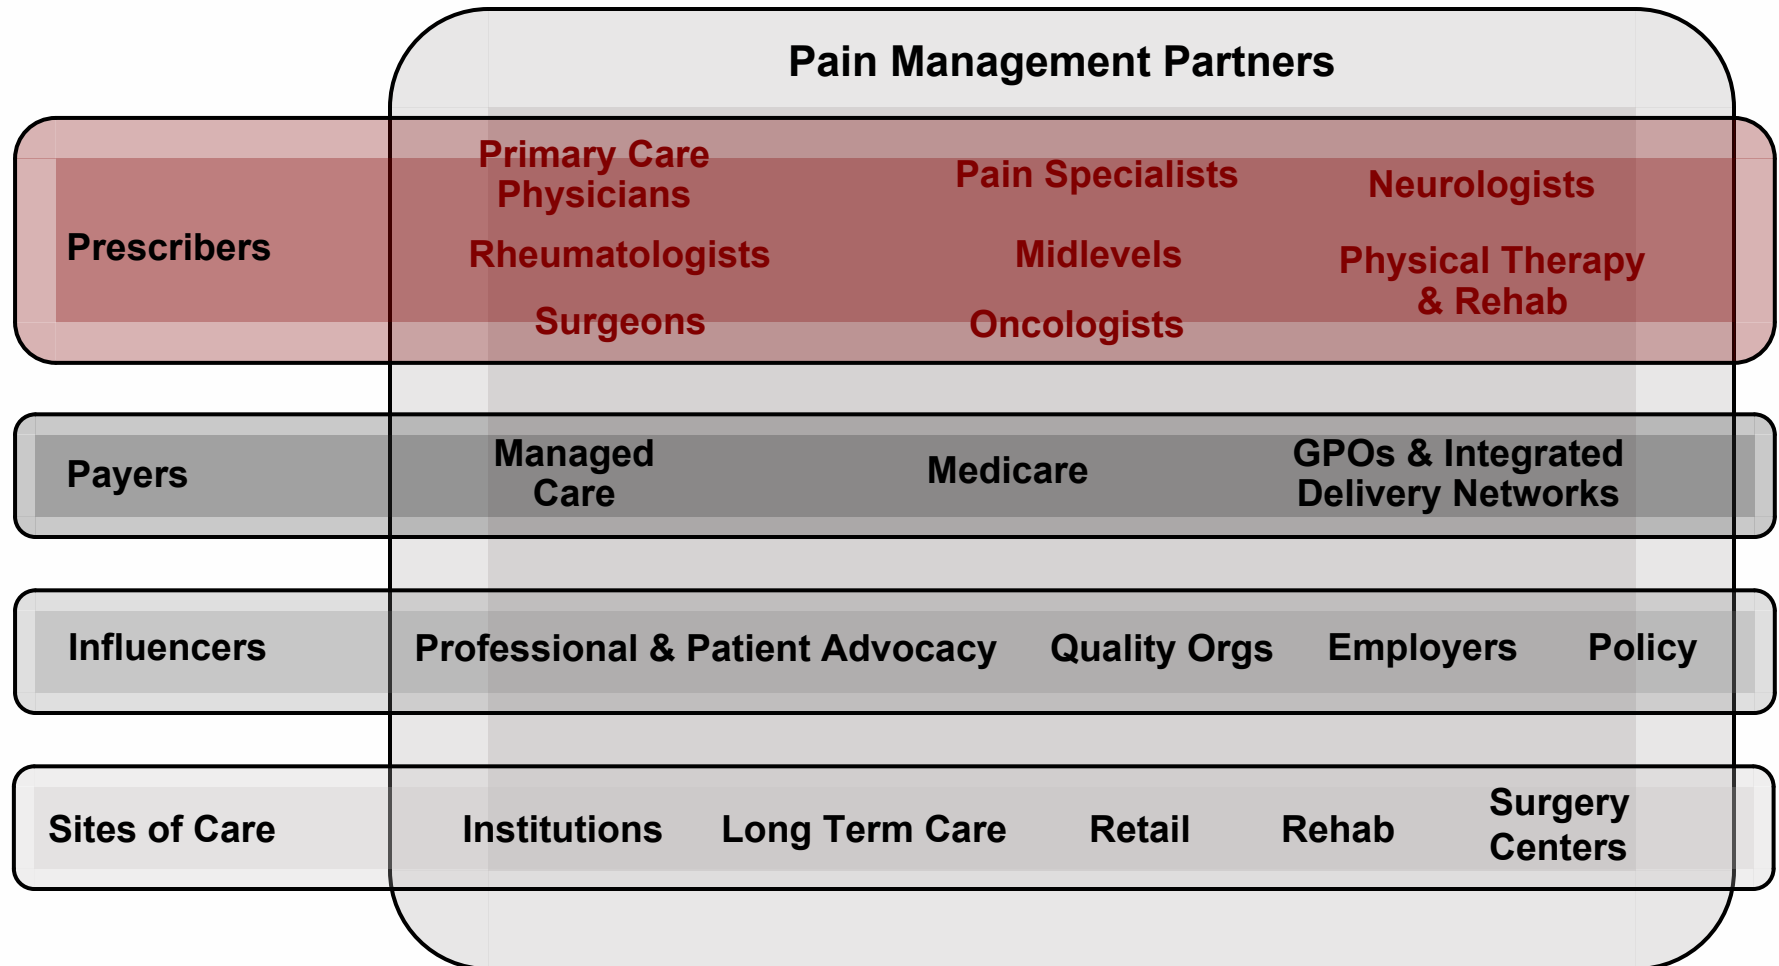 Pain Management Partners
Prescribers
Primary Care
Physicians
Pain Specialists
Neurologists
Rheumatologists
Midlevels
Physical Therapy
& Rehab
Surgeons
Oncologists
Payers
Managed
Care
Medicare
GPOs & Integrated
Delivery Networks
Influencers
Professional & Patient Advocacy
Quality Orgs
Employers
Policy
Sites of Care
Institutions
Long Term Care
Retail
Rehab
Surgery
Centers